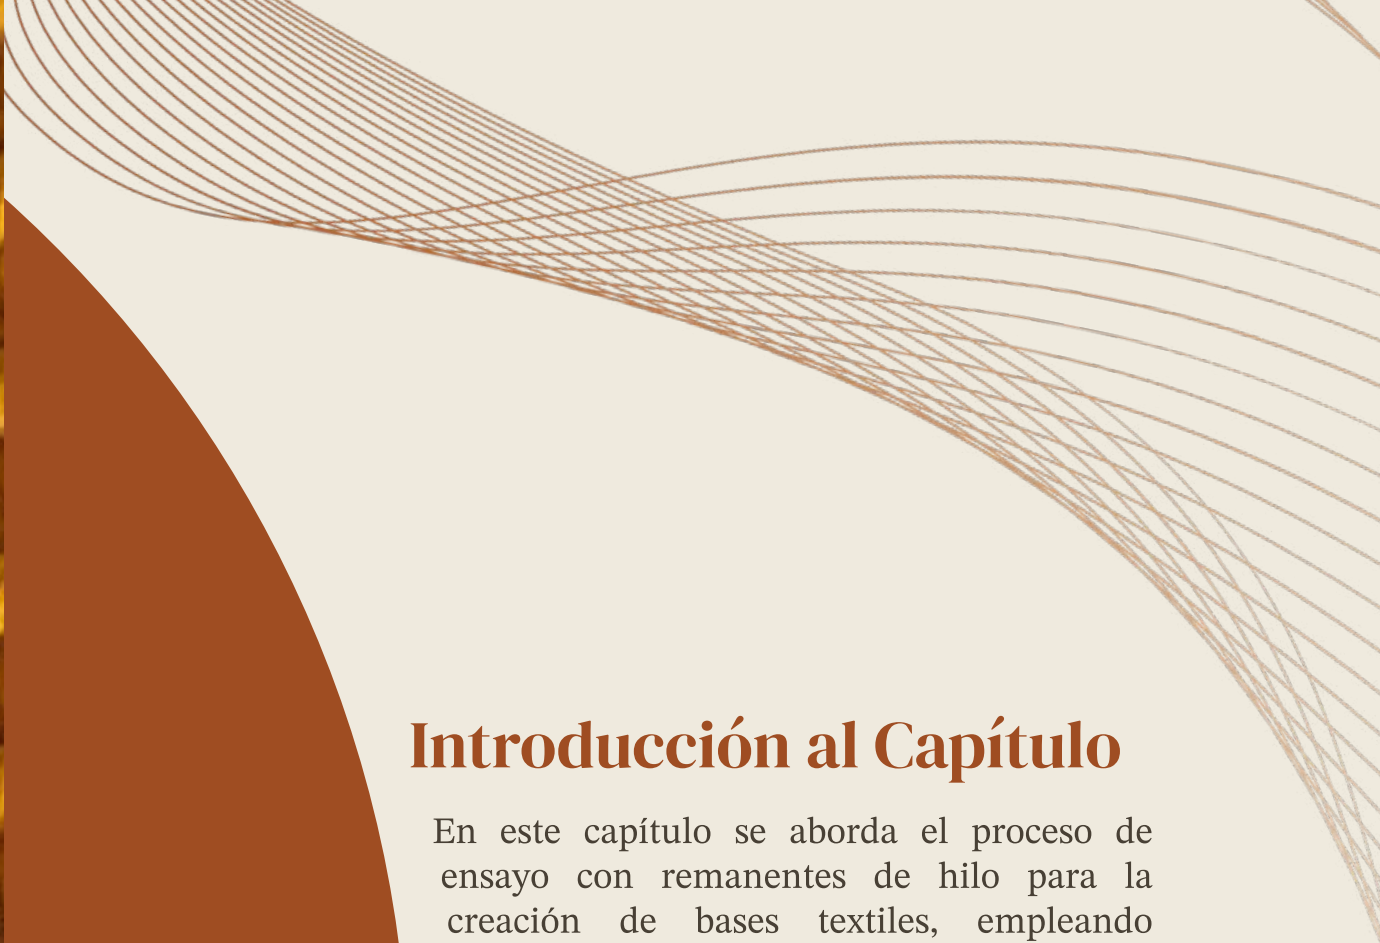 Introducción al Capítulo
En este capítulo se aborda el proceso de
ensayo con remanentes de hilo para la
creación de bases textiles, empleando